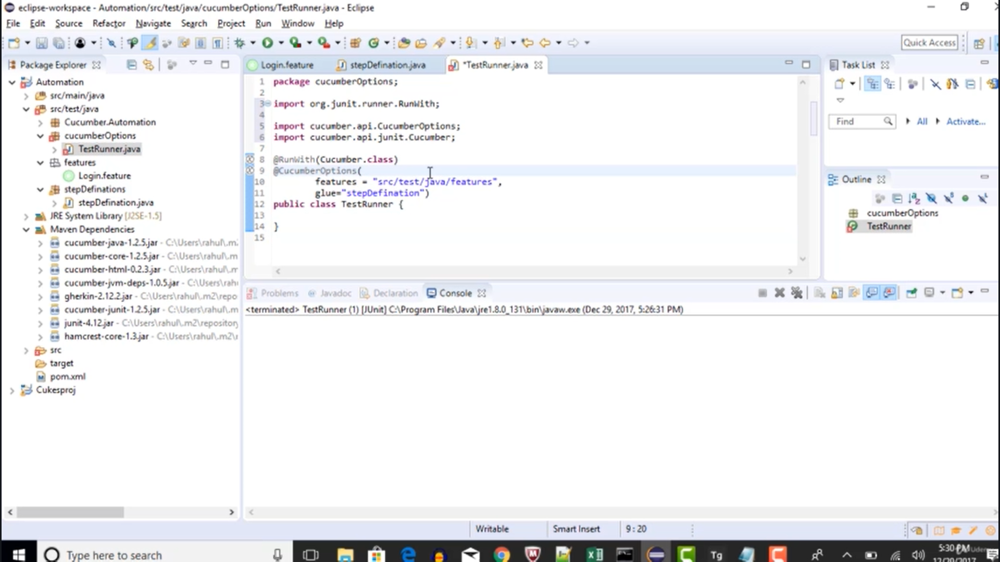 eclipse-workspace - Automation/src/test/java/cucumberOptions/TestRunner.java - Eclipse
File Edit Source Refactor Navigate Search Project Run Window Help
Quick Access
Package Explorer
Automation
src/main/java
src/test/java
Cucumber.Automation
cucumberOptions
TestRunner.java
features
Login.feature
stepDefinations
stepDefination.java
JRE System Library [J2SE-1.5]
Maven Dependencies
cucumber-java-1.2.5.jar - C:\Users\rahul\.m2
cucumber-core-1.2.5.jar - C:\Users\rahul\.m
cucumber-html-0.2.3.jar - C:\Users\rahul\.m
cucumber-jvm-deps-1.0.5.jar - C:\Users\rahu
gherkin-2.12.2.jar - C:\Users\rahul\.m2\repo
cucumber-junit-1.2.5.jar - C:\Users\rahul\.m
junit-4.12.jar - C:\Users\rahul\.m2\repository
hamcrest-core-1.3.jar - C:\Users\rahul\.m2\
src
target
pom.xml
Cukesproj
Login.feature stepDefination.java *TestRunner.java
1 package cucumberOptions;
2
3 import org.junit.runner.RunWith;
4
5 import cucumber.api.CucumberOptions;
6 import cucumber.api.junit.Cucumber;
7
8 @RunWith(Cucumber.class)
9 @CucumberOptions(
10 features = "src/test/java/features",
11 glue="stepDefination")
12 public class TestRunner {
13
14 }
15
Task List
Find All Activate...
Outline
cucumberOptions
TestRunner
Problems Javadoc Declaration Console
<terminated> TestRunner (1) [JUnit] C:\Program Files\Java\jre1.8.0_131\bin\javaw.exe (Dec 29, 2017, 5:26:31 PM)
Writable Smart Insert 9 : 20
Type here to search
Tg
5:30 PM
12/29/2017